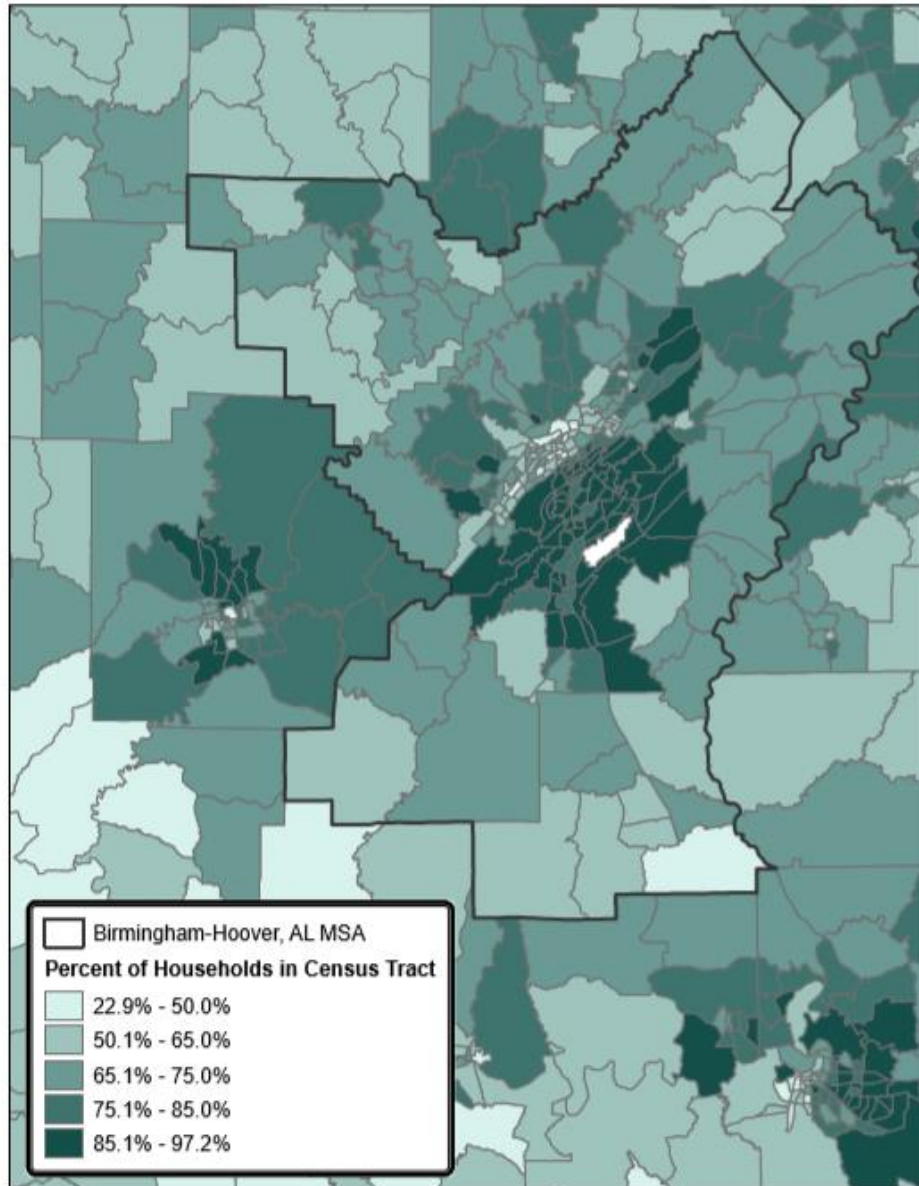 Birmingham-Hoover, AL MSA
Percent of Households in Census Tract
22.9% - 50.0%
50.1% - 65.0%
65.1% - 75.0%
75.1% - 85.0%
85.1% - 97.2%